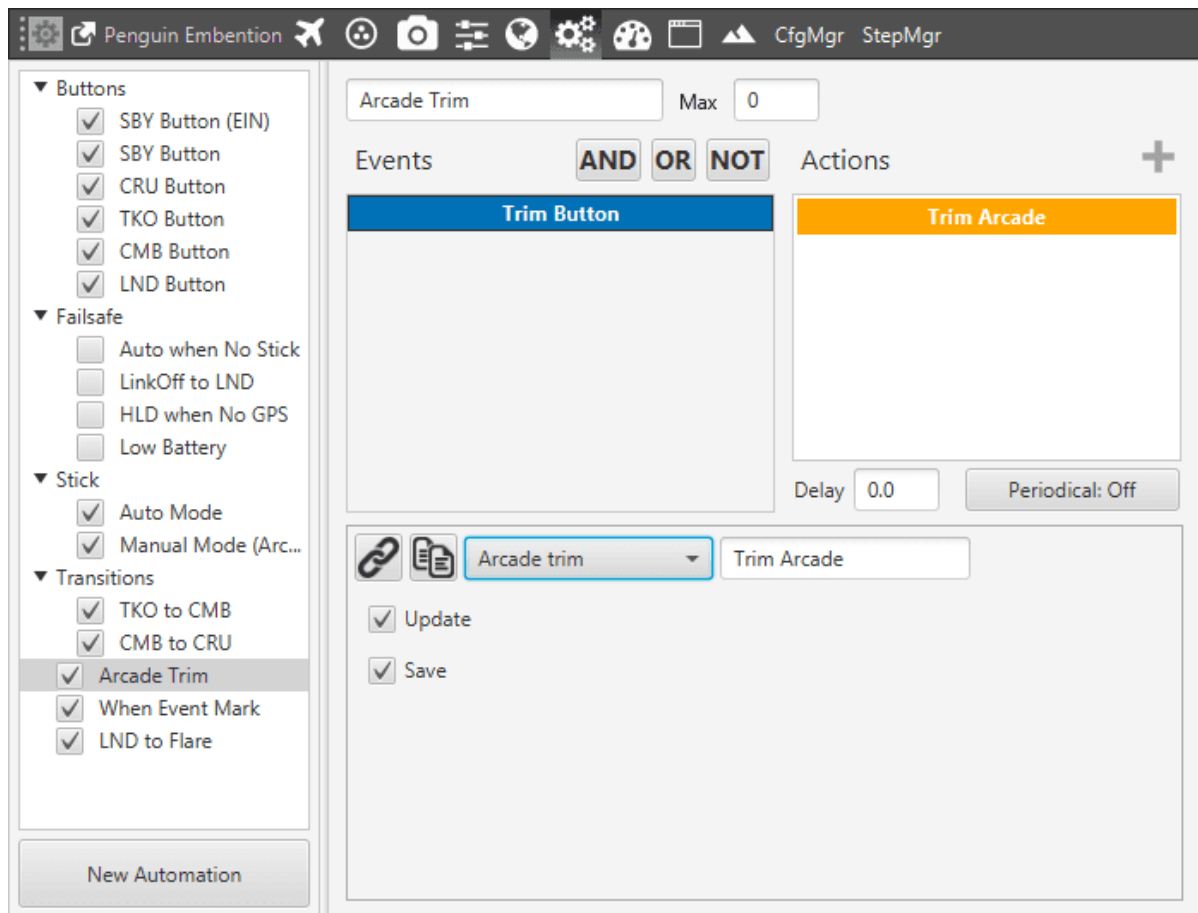 Penguin Embention CfgMgr StepMgr
Buttons
SBY Button (EIN)
SBY Button
CRU Button
TKO Button
CMB Button
LND Button
Failsafe
Auto when No Stick
LinkOff to LND
HLD when No GPS
Low Battery
Stick
Auto Mode
Manual Mode (Arc...
Transitions
TKO to CMB
CMB to CRU
Arcade Trim
When Event Mark
LND to Flare
New Automation
Arcade Trim Max 0
Events AND OR NOT Actions
Trim Button
Trim Arcade
Delay 0.0 Periodical: Off
Arcade trim Trim Arcade
Update
Save